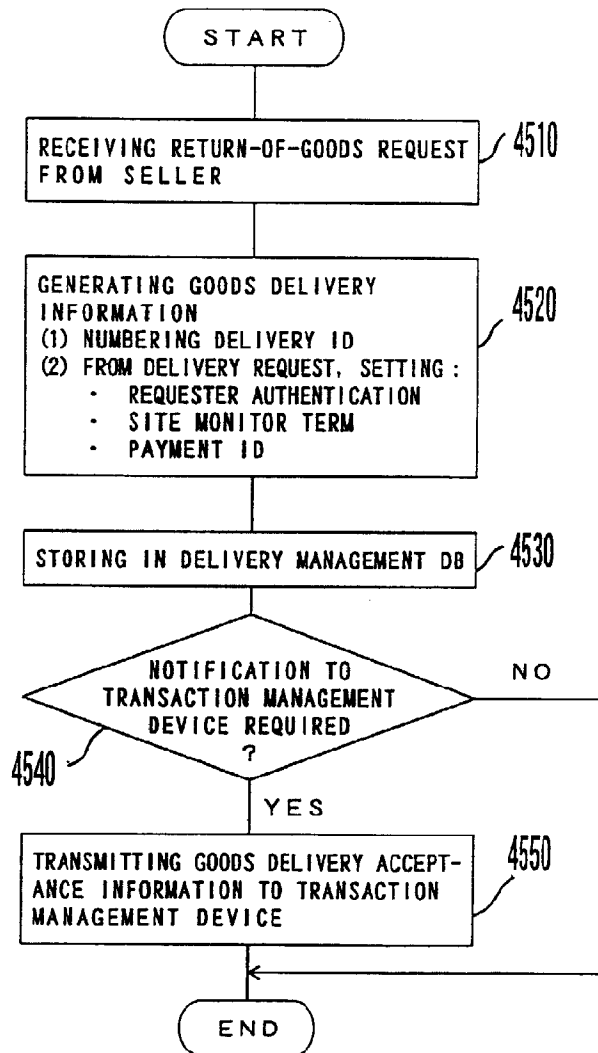 START
RECEIVING RETURN-OF-GOODS REQUEST
FROM SELLER
4510
GENERATING GOODS DELIVERY
INFORMATION
(1) NUMBERING DELIVERY ID
(2) FROM DELIVERY REQUEST, SETTING :
· REQUESTER AUTHENTICATION
· SITE MONITOR TERM
· PAYMENT ID
4520
STORING IN DELIVERY MANAGEMENT DB
4530
NOTIFICATION TO
TRANSACTION MANAGEMENT
DEVICE REQUIRED
?
NO
4540
YES
TRANSMITTING GOODS DELIVERY ACCEPT-
ANCE INFORMATION TO TRANSACTION
MANAGEMENT DEVICE
4550
END